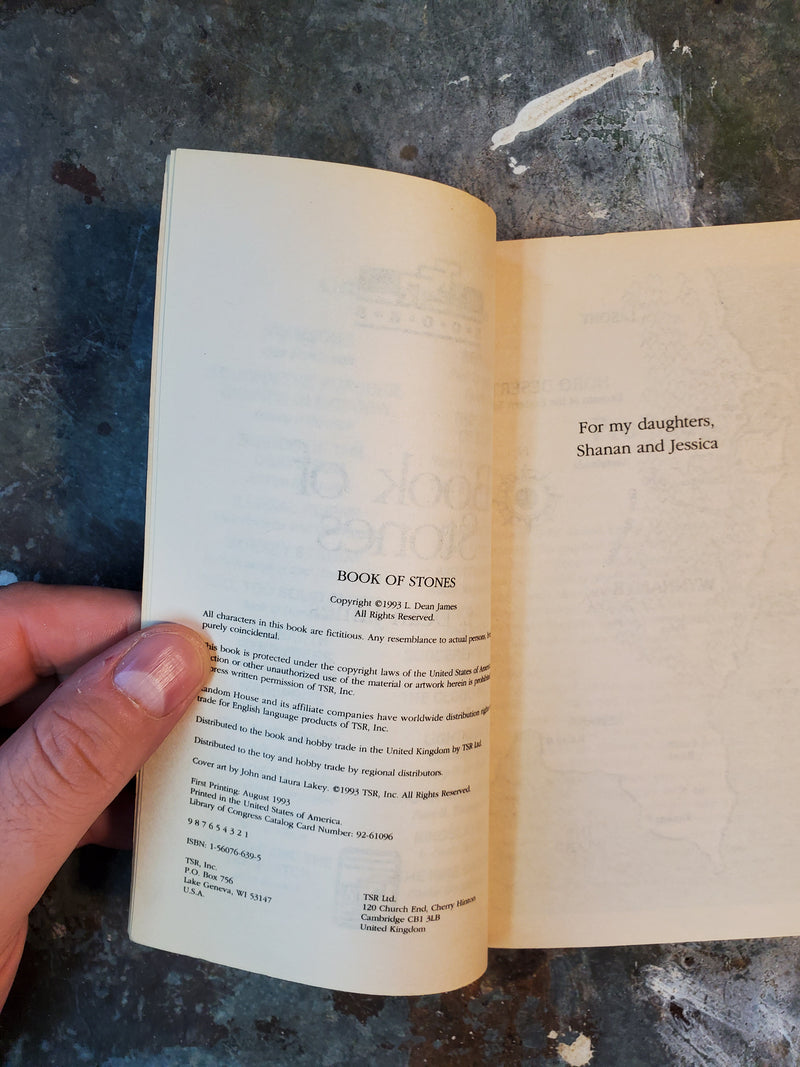 BOOK OF STONES
Copyright ©1993 L. Dean James
All Rights Reserved.
All characters in this book are fictitious. Any resemblance to actual persons,
purely coincidental.
This book is protected under the copyright laws of the United States of
or other unauthorized use of the material or artwork herein is
written permission of TSR, Inc.
Random House and its affiliate companies have worldwide distribution
trade for English language products of TSR, Inc.
Distributed to the book and hobby trade in the United Kingdom by TSR Ltd.
Distributed to the toy and hobby trade by regional distributors.
Cover art by John and Laura Lakey. ©1993 TSR, Inc. All Rights Reserved.
First Printing: August 1993
Printed in the United States of America.
Library of Congress Catalog Card Number: 92-61096
9 8 7 6 5 4 3 2 1
ISBN: 1-56076-639-5
TSR, Inc.
P.O. Box 756
Lake Geneva, WI 53147
U.S.A.
TSR Ltd.
120 Church End, Cherry Hinton
Cambridge CB1 3LB
United Kingdom
For my daughters,
Shanan and Jessica